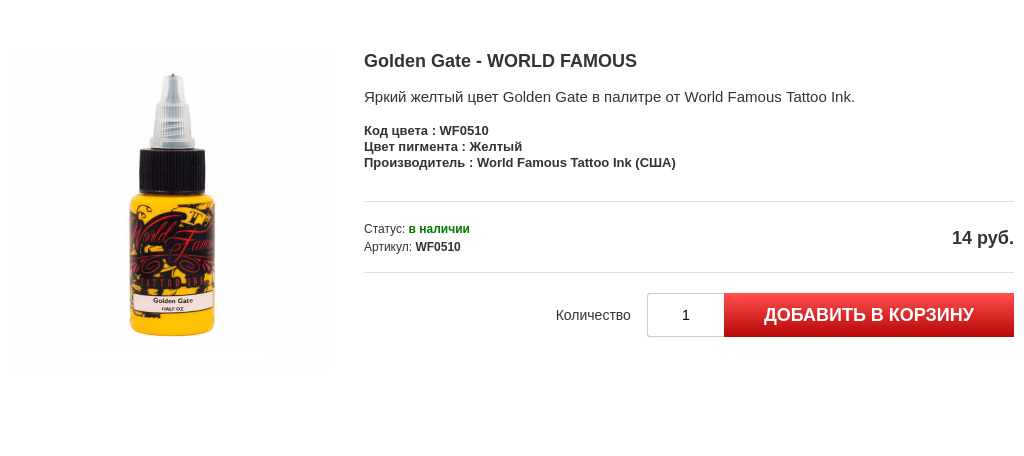 Golden Gate - WORLD FAMOUS
Яркий желтый цвет Golden Gate в палитре от World Famous Tattoo Ink.
Код цвета : WF0510
Цвет пигмента : Желтый
Производитель : World Famous Tattoo Ink (США)
Статус: в наличии
Артикул: WF0510
14 руб.
Количество
1
ДОБАВИТЬ В КОРЗИНУ
World Famous
TATTOO INK
Golden Gate
HALF OZ